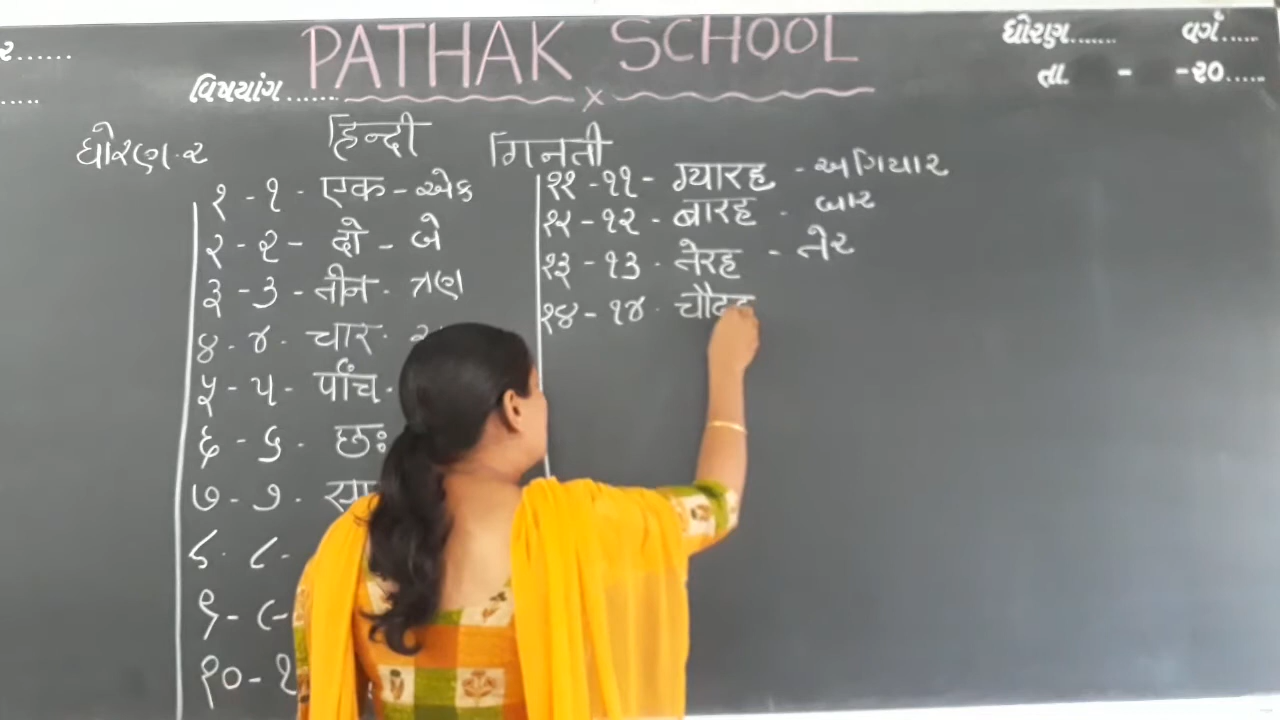 ૨......
PATHAK SCHOOL
ધોરણ....... વર્ગ.....
તા. - -૨૦.....
વિષયાંગ......
.....
ધોરણ.૨
हिन्दी गिनती
१ - ૧ - एक - એક
२ - ૨ - दो - બે
३ - ૩ - तीन - ત્રણ
४ - ૪ - चार -
५ - ૫ - पांच -
६ - ૬ - छः
७ - ૭ -
८ - ૮ -
९ - ૯ -
१० -
११ - ૧૧ - ग्यारह - અગિયાર
१२ - ૧૨ - बारह - બાર
१३ - ૧૩ - तेरह - તેર
१४ - ૧૪ - चौदह